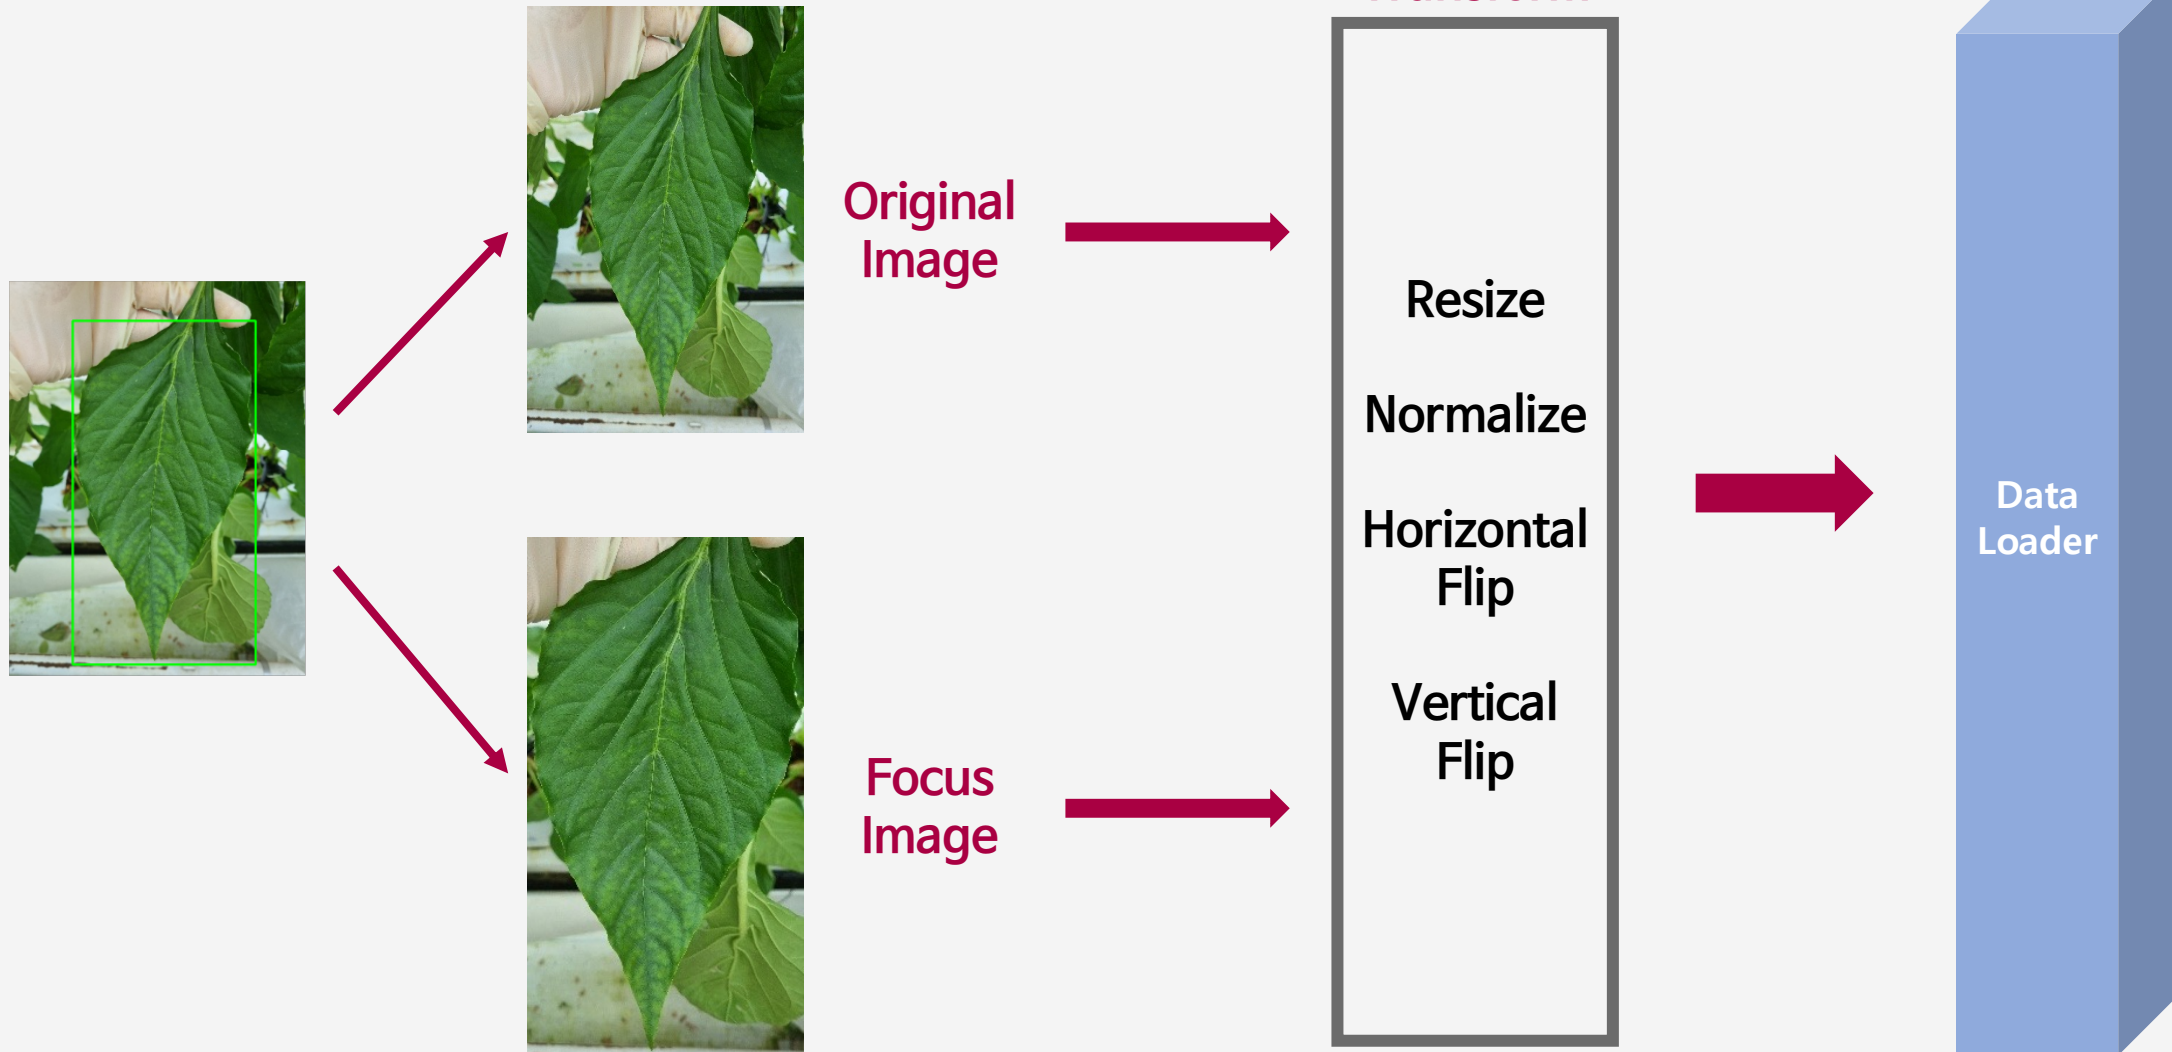 Original
Image
Focus
Image
Resize
Normalize
Horizontal
Flip
Vertical
Flip
Data
Loader